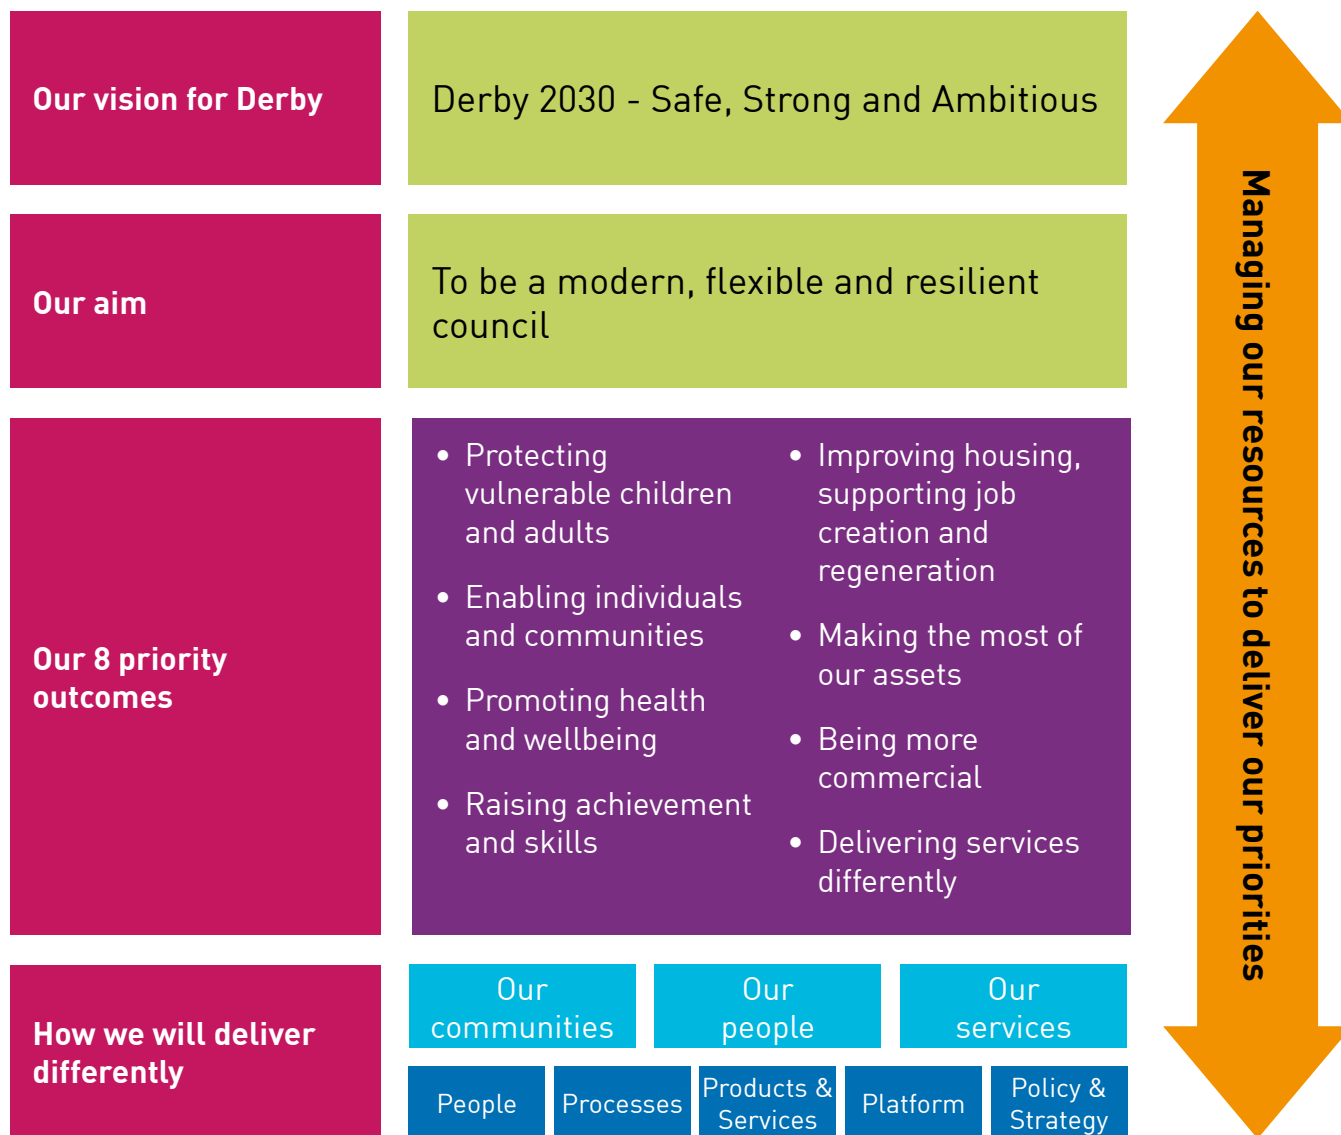 Our vision for Derby
Derby 2030 - Safe, Strong and Ambitious
Our aim
To be a modern, flexible and resilient
council
Our 8 priority
outcomes
• Protecting
vulnerable children
and adults
• Enabling individuals
and communities
• Promoting health
and wellbeing
• Raising achievement
and skills
• Improving housing,
supporting job
creation and
regeneration
• Making the most of
our assets
• Being more
commercial
• Delivering services
differently
How we will deliver
differently
Our
communities
Our
people
Our
services
People
Processes
Products &
Services
Platform
Policy &
Strategy
Managing our resources to deliver our priorities